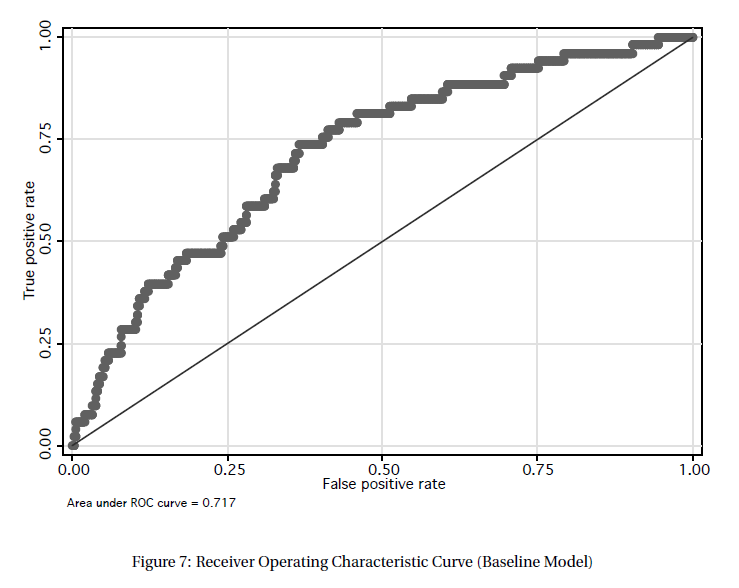 1.00
0.75
0.50
0.25
0.00
True positive rate
0.00 0.25 0.50 0.75 1.00
False positive rate
Area under ROC curve = 0.717
Figure 7: Receiver Operating Characteristic Curve (Baseline Model)